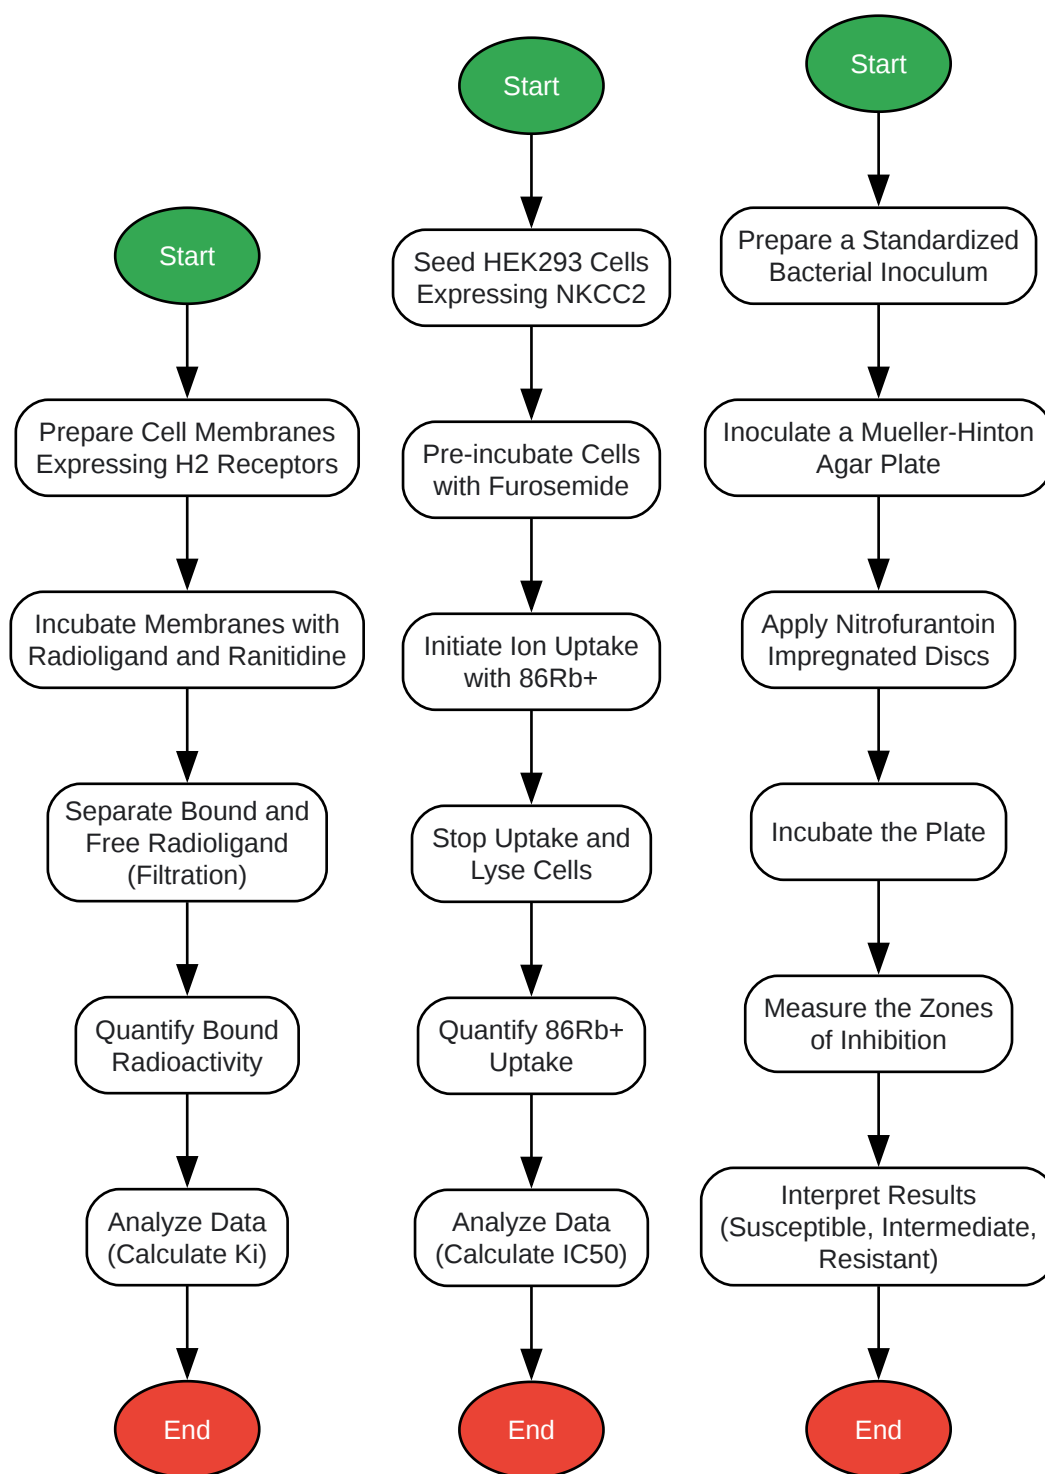 Start
Prepare Cell Membranes
Expressing H2 Receptors
Incubate Membranes with
Radioligand and Ranitidine
Separate Bound and
Free Radioligand
(Filtration)
Quantify Bound
Radioactivity
Analyze Data
(Calculate Ki)
End
Start
Seed HEK293 Cells
Expressing NKCC2
Pre-incubate Cells
with Furosemide
Initiate Ion Uptake
with 86Rb+
Stop Uptake and
Lyse Cells
Quantify 86Rb+
Uptake
Analyze Data
(Calculate IC50)
End
Start
Prepare a Standardized
Bacterial Inoculum
Inoculate a Mueller-Hinton
Agar Plate
Apply Nitrofurantoin
Impregnated Discs
Incubate the Plate
Measure the Zones
of Inhibition
Interpret Results
(Susceptible, Intermediate,
Resistant)
End